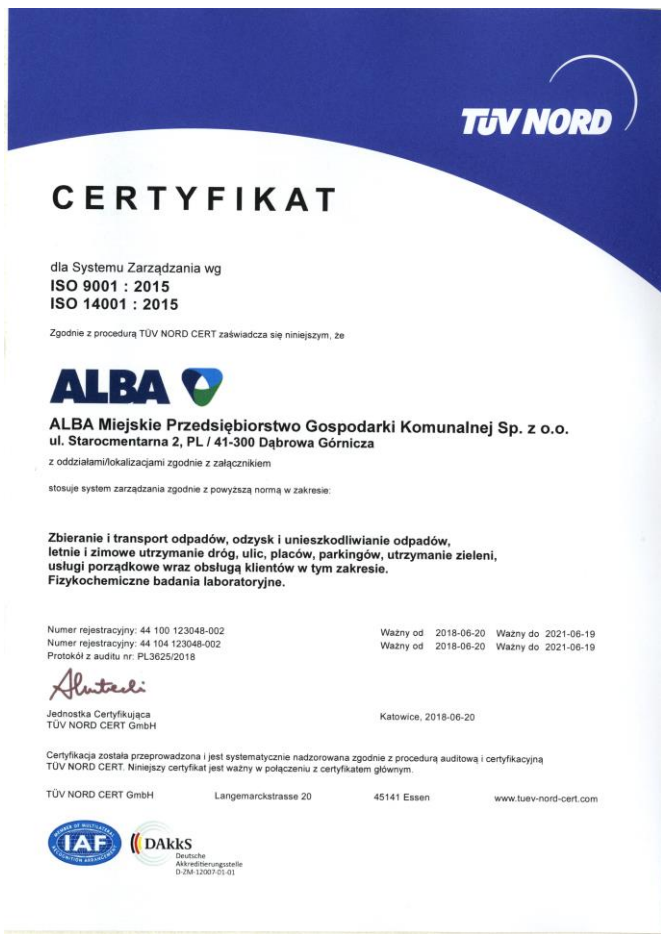 TÜV NORD
CERTYFIKAT
dla Systemu Zarządzania wg
ISO 9001 : 2015
ISO 14001 : 2015
Zgodnie z procedurą TÜV NORD CERT zaświadcza się niniejszym, że
ALBA
ALBA Miejskie Przedsiębiorstwo Gospodarki Komunalnej Sp. z o.o.
ul. Starocmentarna 2, PL / 41-300 Dąbrowa Górnicza
z oddziałami/lokalizacjami zgodnie z załącznikiem
stosuje system zarządzania zgodnie z powyższą normą w zakresie:
Zbieranie i transport odpadów, odzysk i unieszkodliwianie odpadów,
letnie i zimowe utrzymanie dróg, ulic, placów, parkingów, utrzymanie zieleni,
usługi porządkowe wraz obsługą klientów w tym zakresie.
Fizykochemiczne badania laboratoryjne.
Numer rejestracyjny: 44 100 123048-002 Ważny od 2018-06-20 Ważny do 2021-06-19
Numer rejestracyjny: 44 104 123048-002 Ważny od 2018-06-20 Ważny do 2021-06-19
Protokół z auditu nr: PL3625/2018
Jednostka Certyfikująca
TÜV NORD CERT GmbH
Katowice, 2018-06-20
Certyfikacja została przeprowadzona i jest systematycznie nadzorowana zgodnie z procedurą auditową i certyfikacyjną
TÜV NORD CERT. Niniejszy certyfikat jest ważny w połączeniu z certyfikatem głównym.
TÜV NORD CERT GmbH Langemarckstrasse 20 45141 Essen www.tuev-nord-cert.com
MEMBER OF MULTILATERAL
IAF
RECOGNITION ARRANGEMENT
DAkkS
Deutsche
Akkreditierungsstelle
D-ZM-12007-01-01